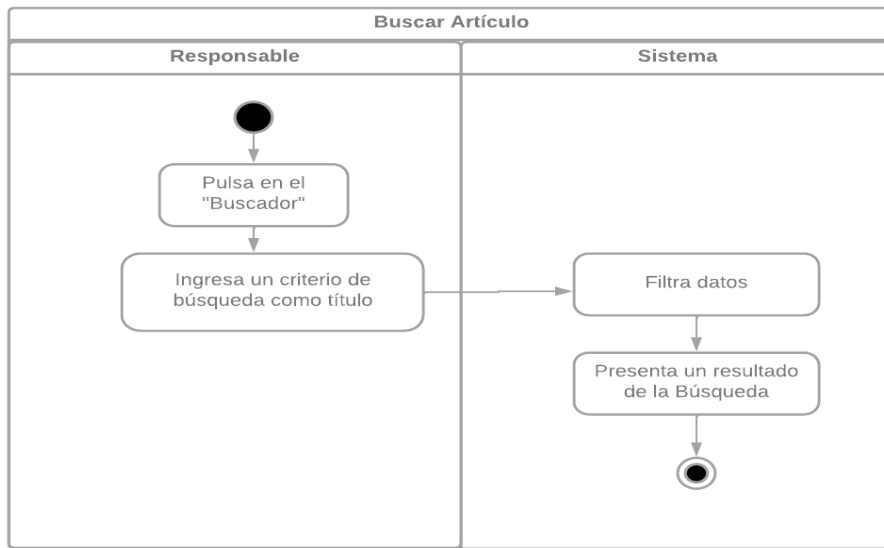 Buscar Artículo
Responsable
Sistema
Pulsa en el
"Buscador"
Ingresa un criterio de
búsqueda como título
Filtra datos
Presenta un resultado
de la Búsqueda